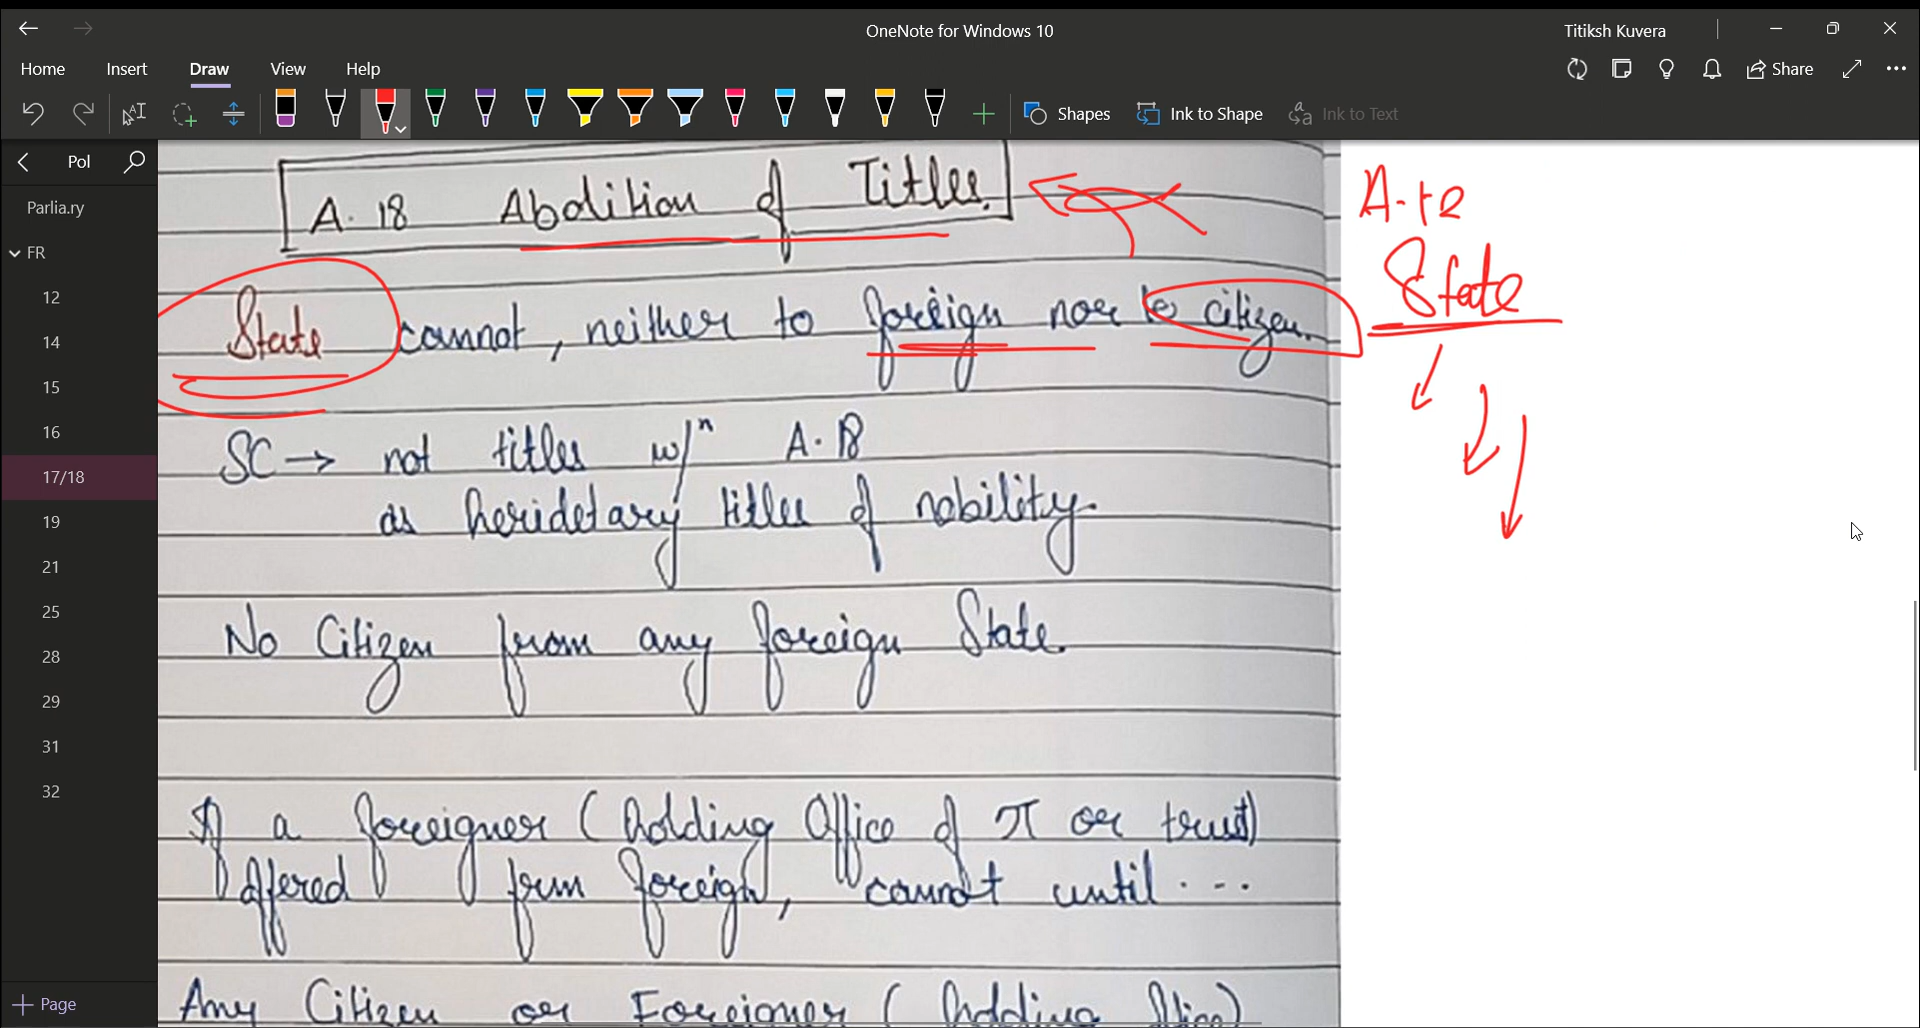 OneNote for Windows 10
Titiksh Kuvera
Home Insert Draw View Help
Share
Shapes Ink to Shape Ink to Text
Pol
Parlia.ry
FR
12
14
15
16
17/18
19
21
25
28
29
31
32
+ Page
A. 18 Abolition of Titles.
State cannot, neither to foreign nor to citizen.
SC → not titles w/n A. 18
as heridetary titles of nobility.
No Citizen from any foreign State.
If a foreigner (holding Office of π or trust)
offered from foreign, cannot until ....
Any Citizen or Foreigner (holding Office)
A. 12
State